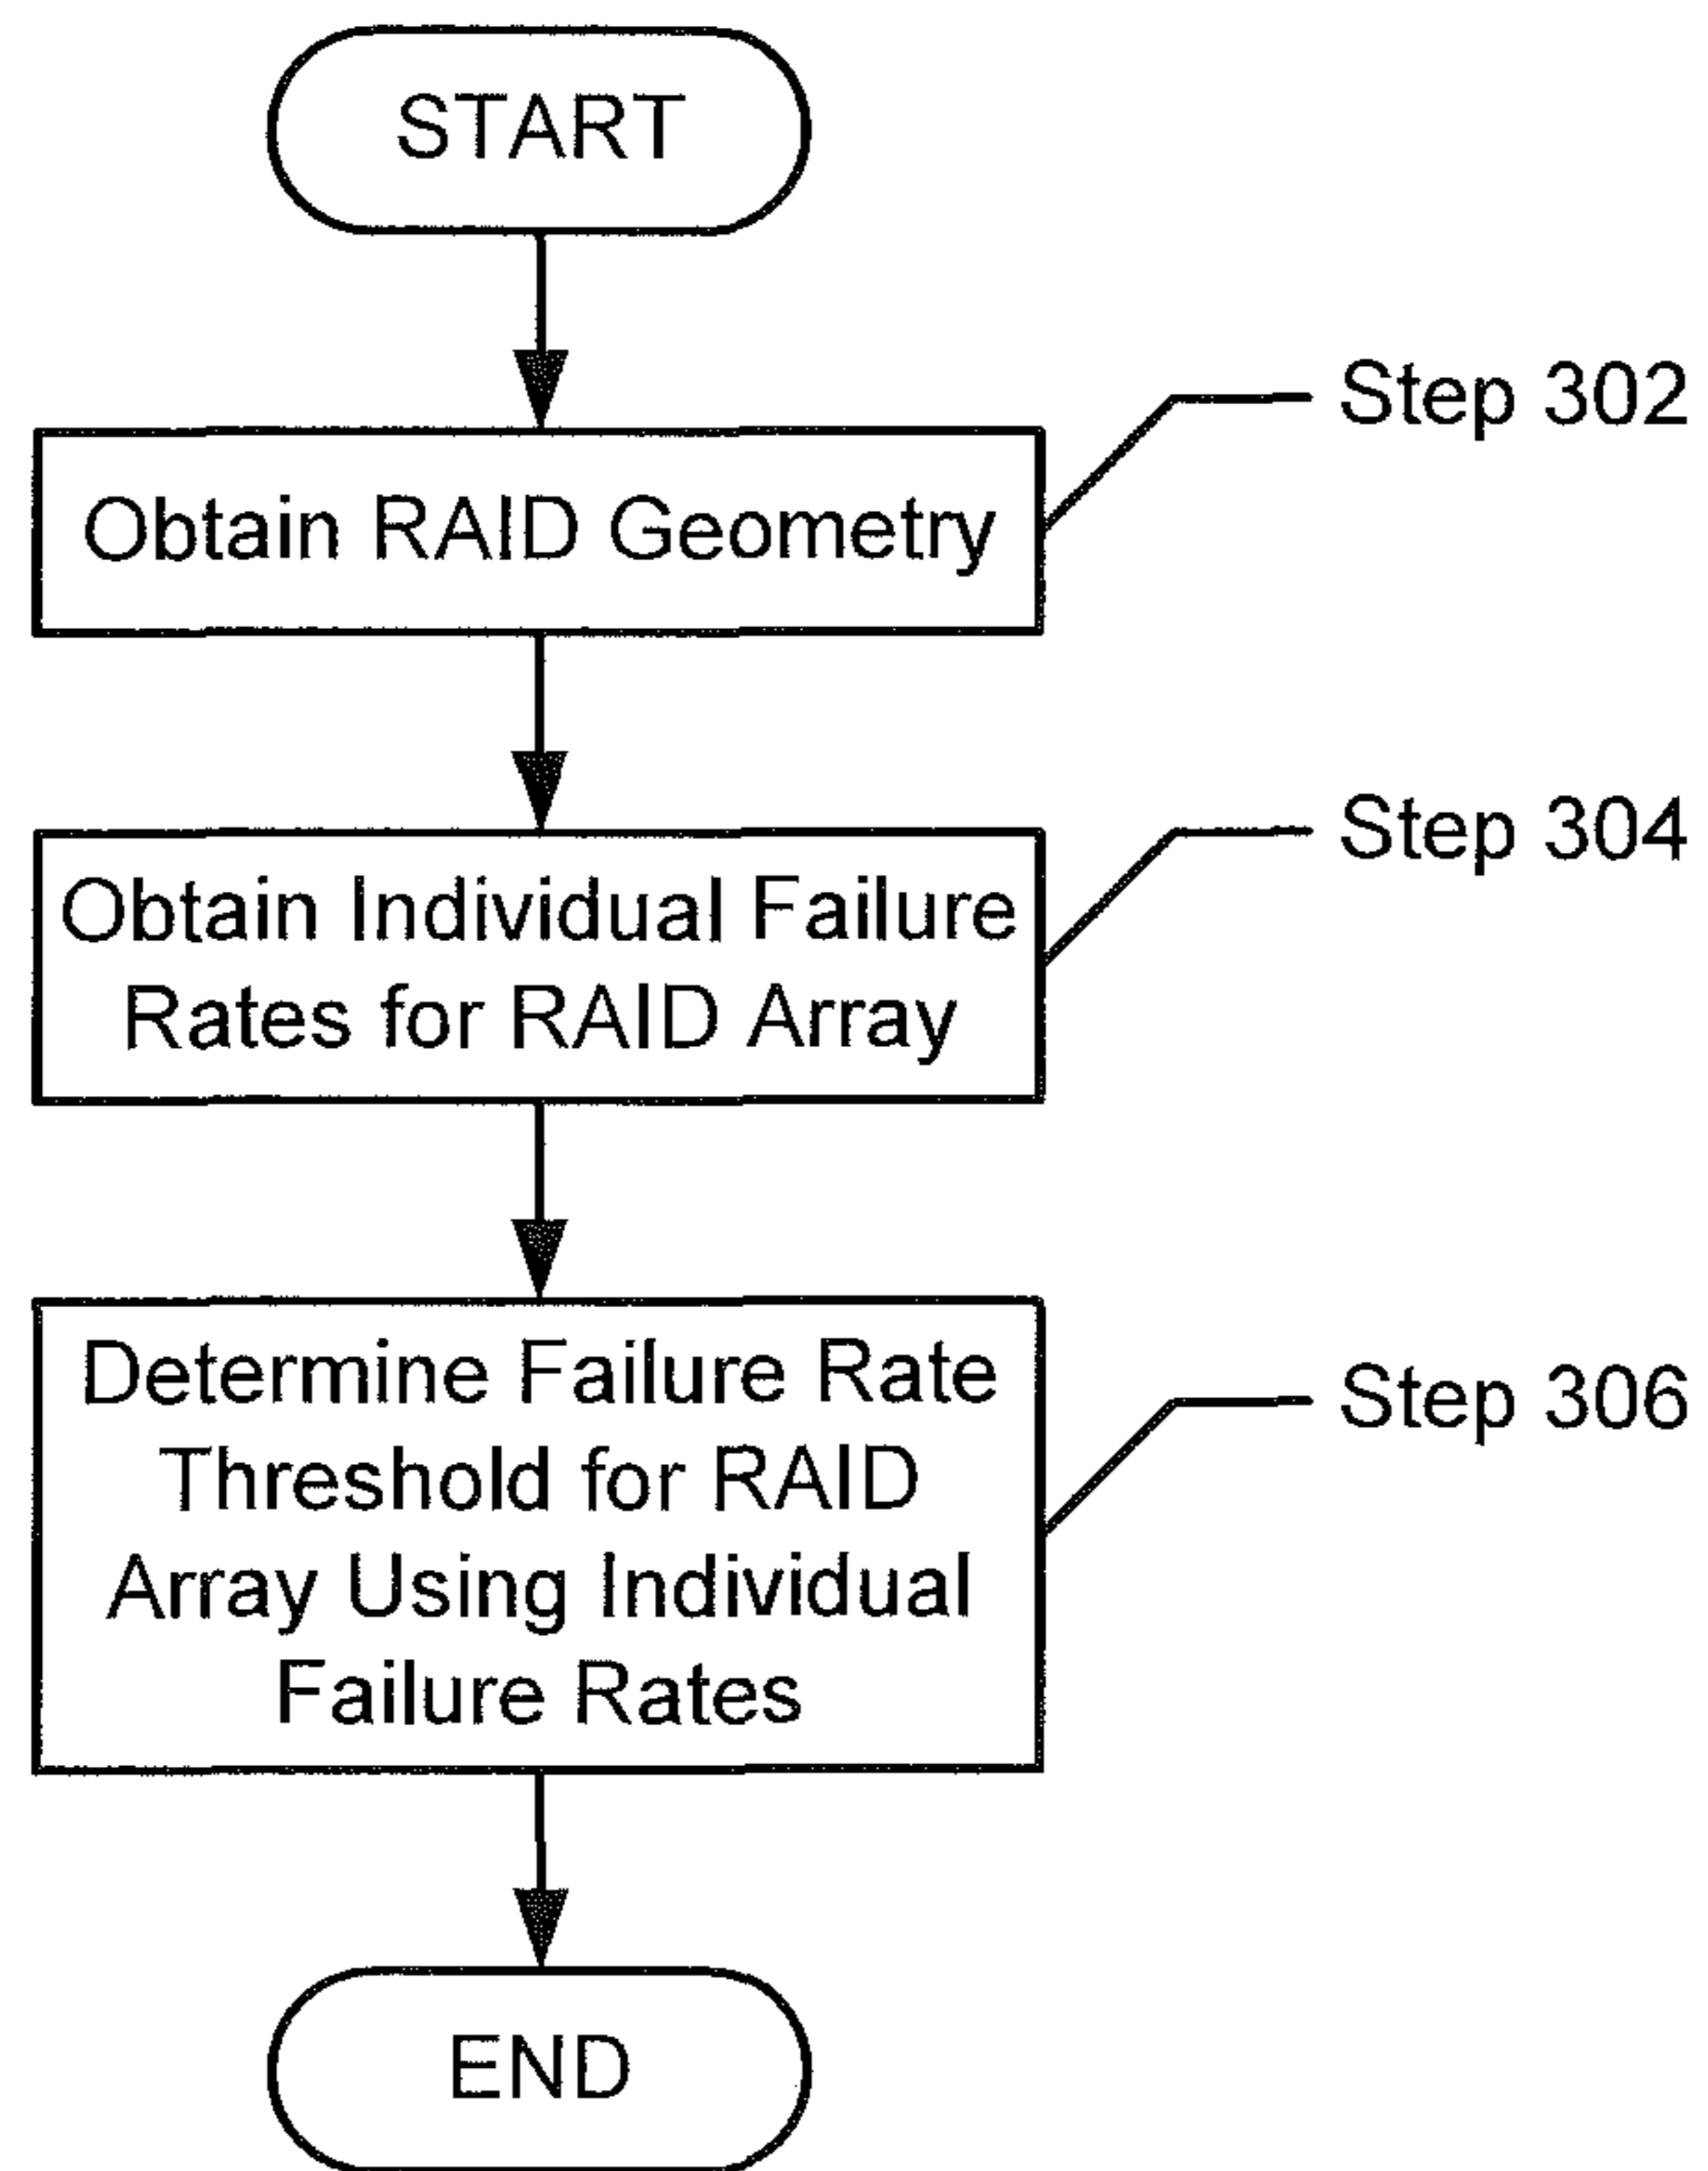 START
Step 302
Obtain RAID Geometry
Step 304
Obtain Individual Failure
Rates for RAID Array
Step 306
Determine Failure Rate
Threshold for RAID
Array Using Individual
Failure Rates
END